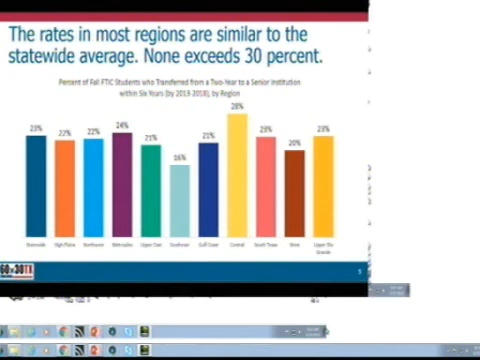 The rates in most regions are similar to the
statewide average. None exceeds 30 percent.
Percent of Fall FTIC Students who Transferred from a Two-Year to a Senior Institution
within Six Years (by 2013-2018), by Region
23%
22%
22%
24%
21%
16%
21%
28%
23%
20%
23%
Statewide
High Plains
Northwest
Metroplex
Upper East
Southeast
Gulf Coast
Central
South Texas
West
Upper Rio
Grande
60x30TX
5